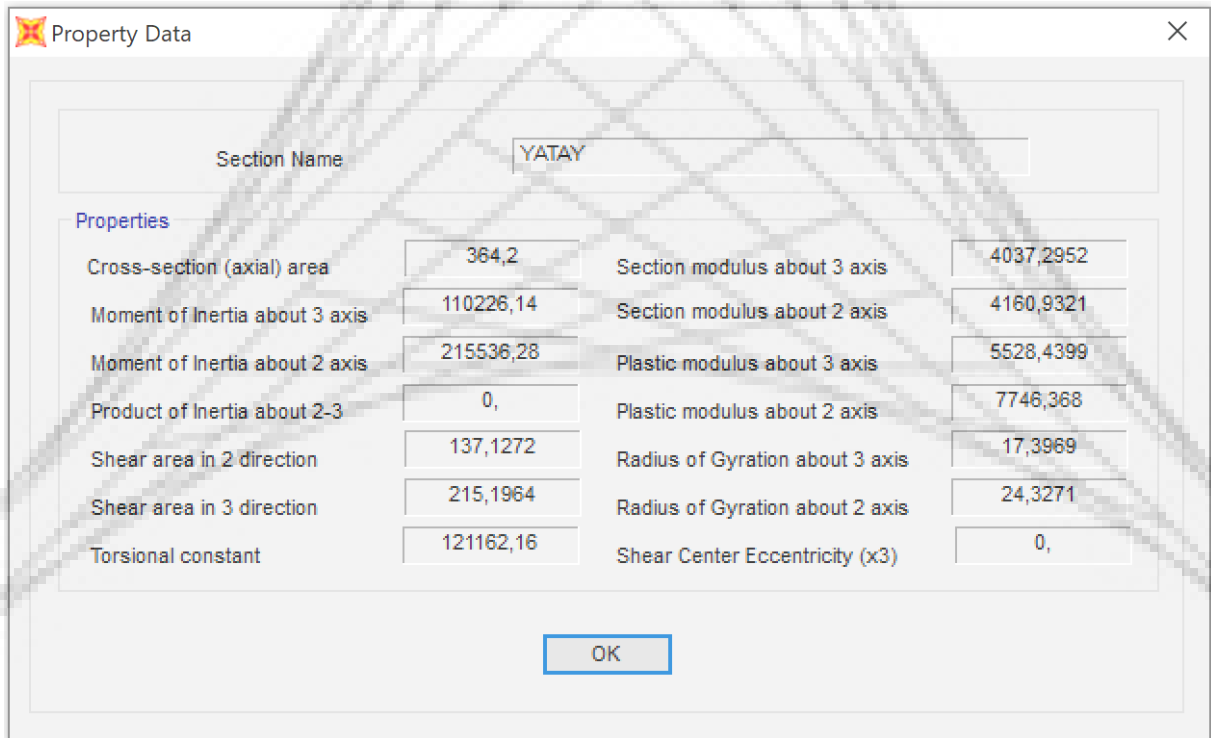 Property Data
Section Name YATAY
Properties
Cross-section (axial) area 364,2 Section modulus about 3 axis 4037,2952
Moment of Inertia about 3 axis 110226,14 Section modulus about 2 axis 4160,9321
Moment of Inertia about 2 axis 215536,28 Plastic modulus about 3 axis 5528,4399
Product of Inertia about 2-3 0, Plastic modulus about 2 axis 7746,368
Shear area in 2 direction 137,1272 Radius of Gyration about 3 axis 17,3969
Shear area in 3 direction 215,1964 Radius of Gyration about 2 axis 24,3271
Torsional constant 121162,16 Shear Center Eccentricity (x3) 0,
OK